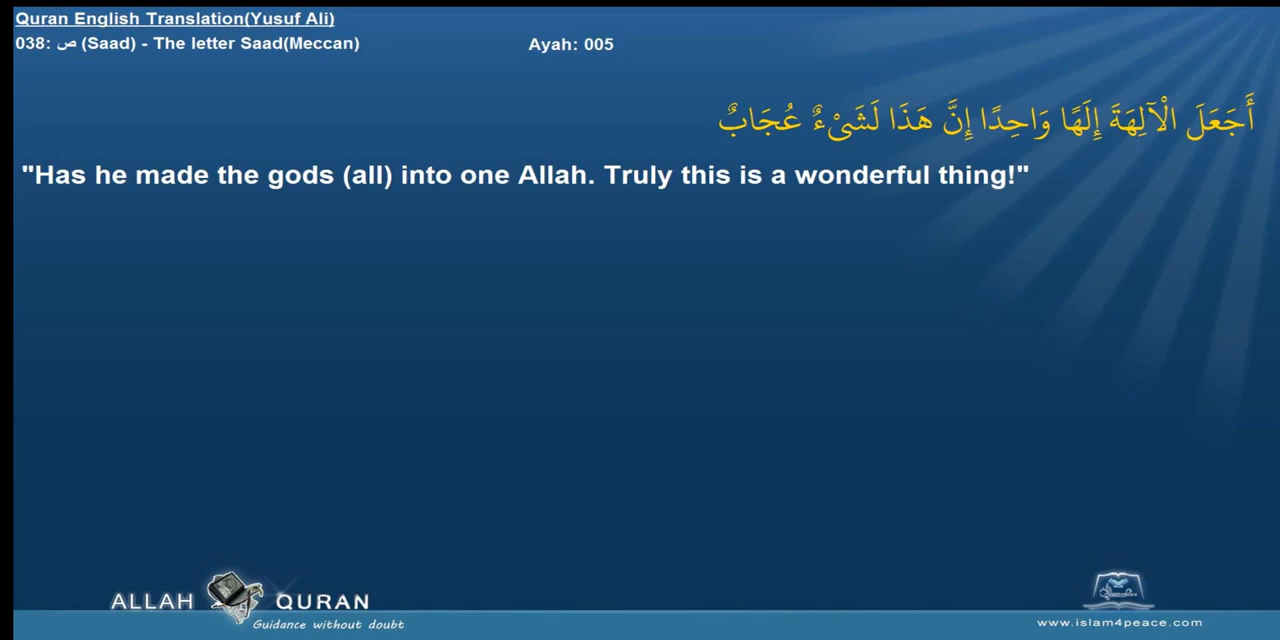 Quran English Translation(Yusuf Ali)
038: ص (Saad) - The letter Saad(Meccan) Ayah: 005
أَجَعَلَ الْآلِهَةَ إِلَهًا وَاحِدًا إِنَّ هَذَا لَشَىْءٌ عُجَابٌ
"Has he made the gods (all) into one Allah. Truly this is a wonderful thing!"
ALLAH QURAN
Guidance without doubt
www.islam4peace.com